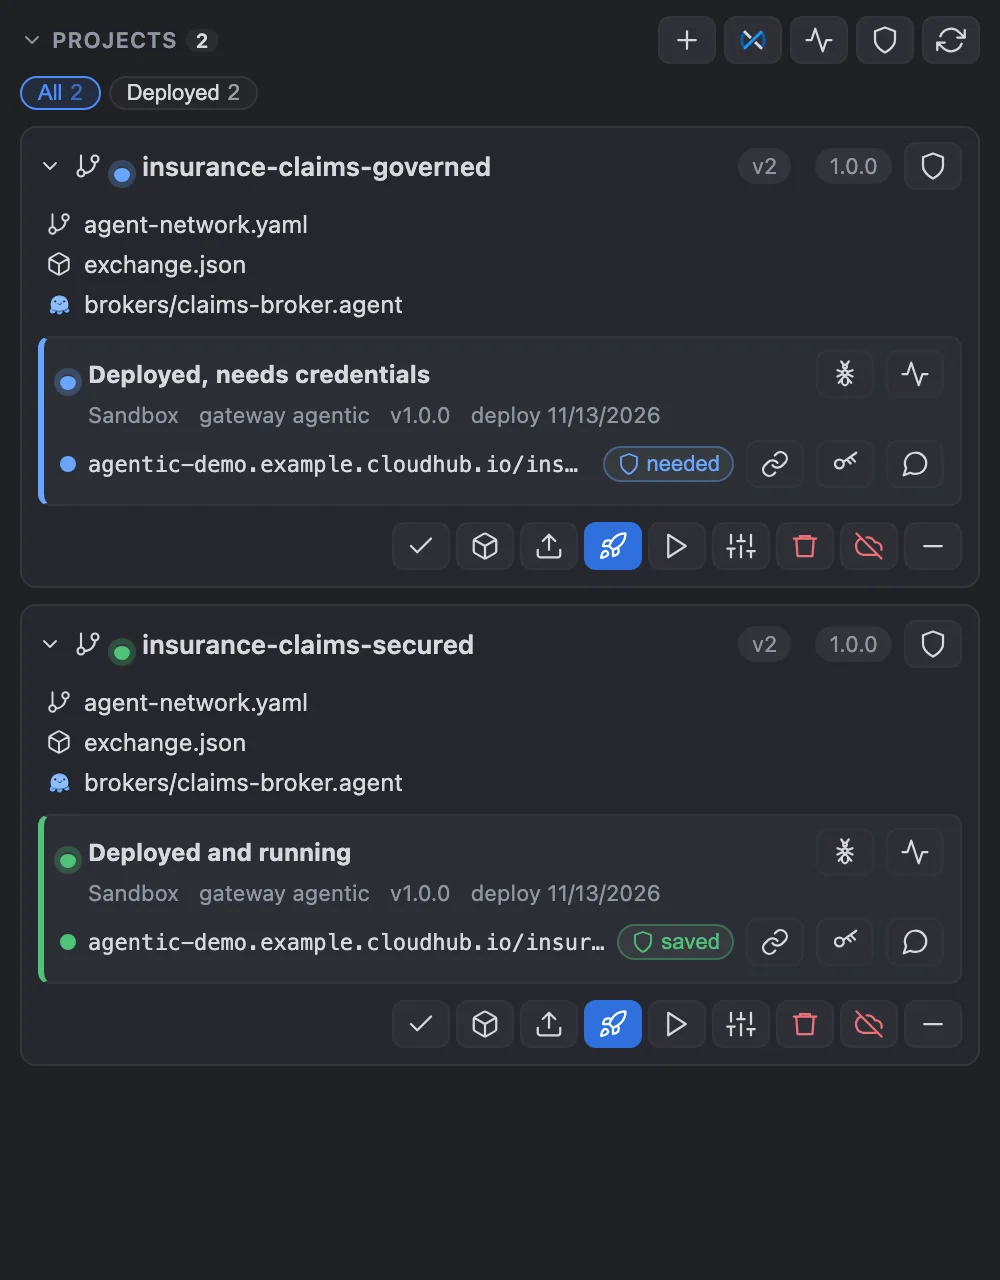 PROJECTS 2
All 2 Deployed 2
insurance-claims-governed v2 1.0.0
agent-network.yaml
exchange.json
brokers/claims-broker.agent
Deployed, needs credentials
Sandbox gateway agentic v1.0.0 deploy 11/13/2026
agentic-demo.example.cloudhub.io/ins… needed
insurance-claims-secured v2 1.0.0
agent-network.yaml
exchange.json
brokers/claims-broker.agent
Deployed and running
Sandbox gateway agentic v1.0.0 deploy 11/13/2026
agentic-demo.example.cloudhub.io/insur… saved